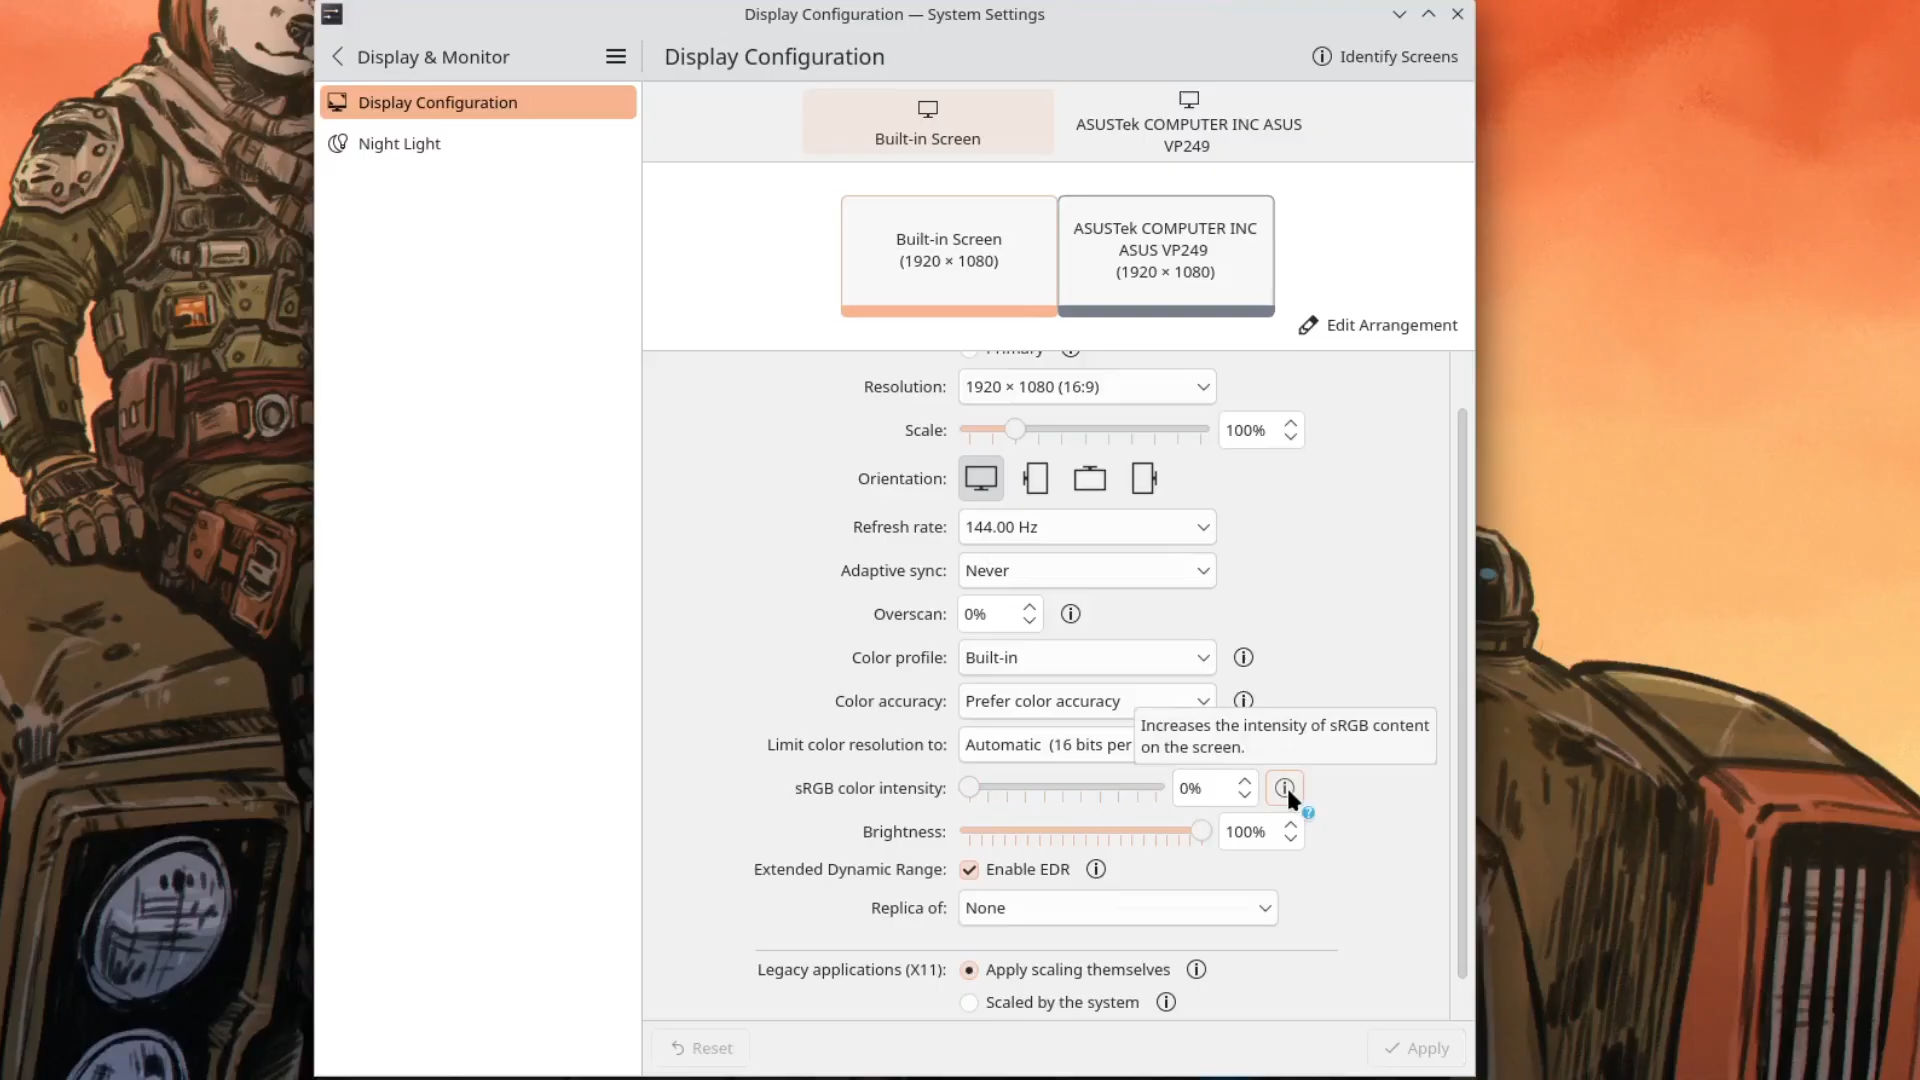 Display Configuration — System Settings
Display & Monitor
Display Configuration
Identify Screens
Display Configuration
Night Light
Built-in Screen
ASUSTek COMPUTER INC ASUS
VP249
Built-in Screen
(1920 × 1080)
ASUSTek COMPUTER INC
ASUS VP249
(1920 × 1080)
Edit Arrangement
Primary
Resolution: 1920 × 1080 (16:9)
Scale: 100%
Orientation:
Refresh rate: 144.00 Hz
Adaptive sync: Never
Overscan: 0%
Color profile: Built-in
Color accuracy: Prefer color accuracy
Increases the intensity of sRGB content
on the screen.
Limit color resolution to: Automatic (16 bits per
sRGB color intensity: 0%
Brightness: 100%
Extended Dynamic Range: Enable EDR
Replica of: None
Legacy applications (X11): Apply scaling themselves
Scaled by the system
Reset
Apply